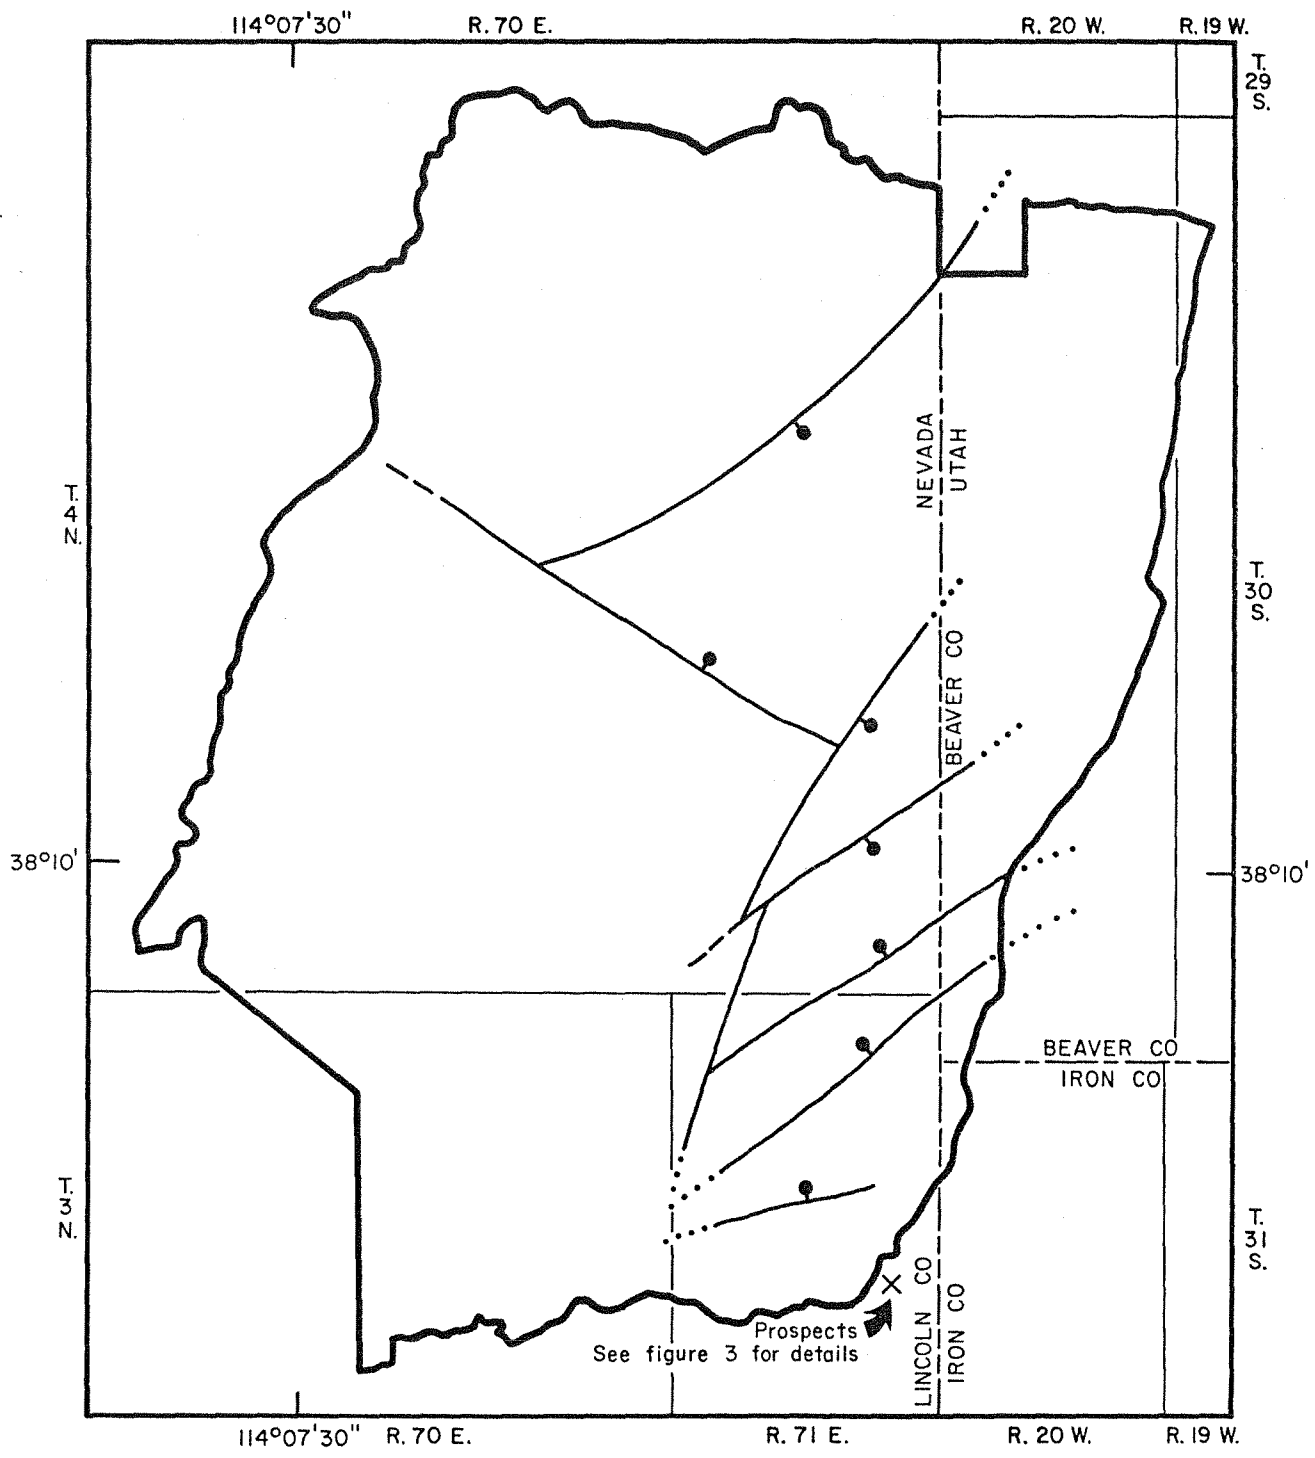 114°07'30"
R. 70 E.
R. 20 W.
R. 19 W.
T.
29
S.
NEVADA
UTAH
T.
4
N.
T.
30
S.
BEAVER CO
38°10'
38°10'
BEAVER CO
IRON CO
T.
3
N.
T.
31
S.
LINCOLN CO
IRON CO
Prospects
See figure 3 for details
114°07'30"
R. 70 E.
R. 71 E.
R. 20 W.
R. 19 W.